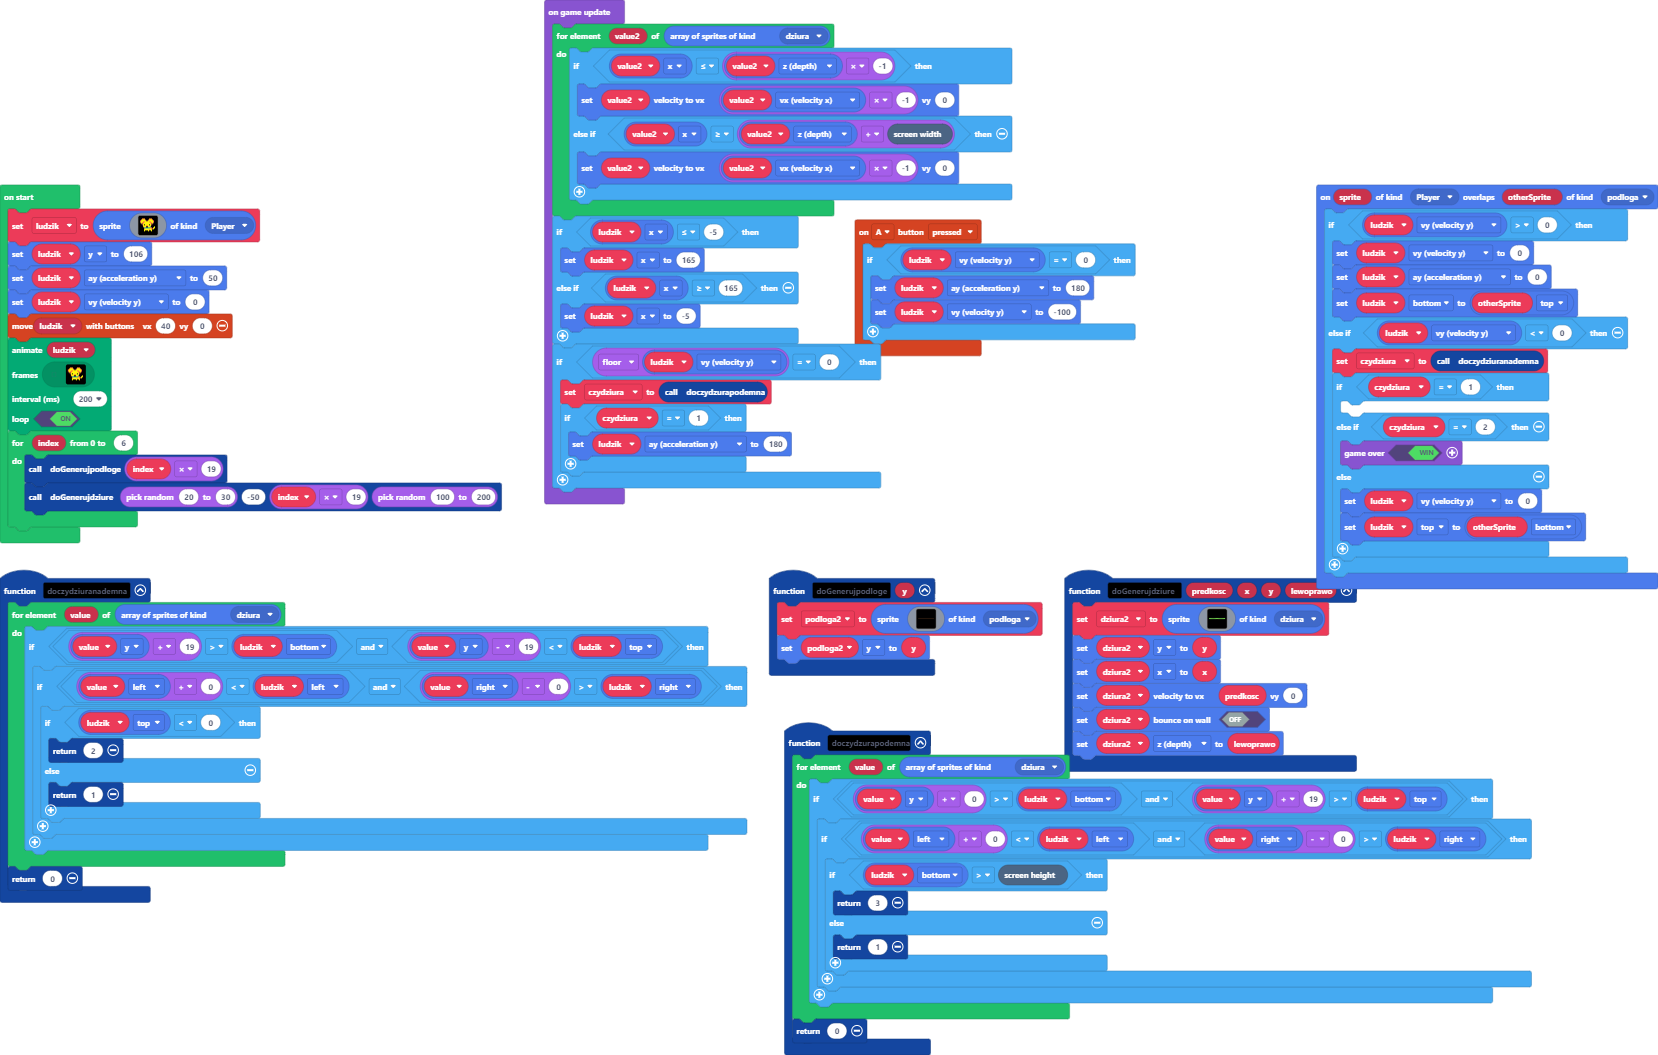 on start
set ludzik to sprite of kind Player
set ludzik y to 106
set ludzik ay (acceleration y) to 50
set ludzik vy (velocity y) to 0
move ludzik with buttons vx 40 vy 0
animate ludzik
frames
interval (ms) 200
loop ON
for index from 0 to 6
do
call doGenerujpodloge index × 19
call doGenerujdziure pick random 20 to 30 -50 index × 19 pick random 100 to 200
on game update
for element value2 of array of sprites of kind dziura
do
if value2 x ≤ value2 z (depth) × -1 then
set value2 velocity to vx value2 vx (velocity x) × -1 vy 0
else if value2 x ≥ value2 z (depth) + screen width then
set value2 velocity to vx value2 vx (velocity x) × -1 vy 0
if ludzik x ≤ -5 then
set ludzik x to 165
else if ludzik x ≥ 165 then
set ludzik x to -5
if floor ludzik vy (velocity y) = 0 then
set czydziura to call doczydzurapodemna
if czydziura = 1 then
set ludzik ay (acceleration y) to 180
on A button pressed
if ludzik vy (velocity y) = 0 then
set ludzik ay (acceleration y) to 180
set ludzik vy (velocity y) to -100
on sprite of kind Player overlaps otherSprite of kind podloga
if ludzik vy (velocity y) > 0 then
set ludzik vy (velocity y) to 0
set ludzik ay (acceleration y) to 0
set ludzik bottom to otherSprite top
else if ludzik vy (velocity y) < 0 then
set czydziura to call doczydziuranademna
if czydziura = 1 then
else if czydziura = 2 then
game over WIN
else
set ludzik vy (velocity y) to 0
set ludzik top to otherSprite bottom
function doczydziuranademna
for element value of array of sprites of kind dziura
do
if value y + 19 > ludzik bottom and value y - 19 < ludzik top then
if value left + 0 < ludzik left and value right - 0 > ludzik right then
if ludzik top < 0 then
return 2
else
return 1
return 0
function doGenerujpodloge y
set podloga2 to sprite of kind podloga
set podloga2 y to y
function doGenerujdziure predkosc x y lewoprawo
set dziura2 to sprite of kind dziura
set dziura2 y to y
set dziura2 x to x
set dziura2 velocity to vx predkosc vy 0
set dziura2 bounce on wall OFF
set dziura2 z (depth) to lewoprawo
function doczydzurapodemna
for element value of array of sprites of kind dziura
do
if value y + 0 > ludzik bottom and value y + 19 > ludzik top then
if value left + 0 < ludzik left and value right - 0 > ludzik right then
if ludzik bottom > screen height then
return 3
else
return 1
return 0